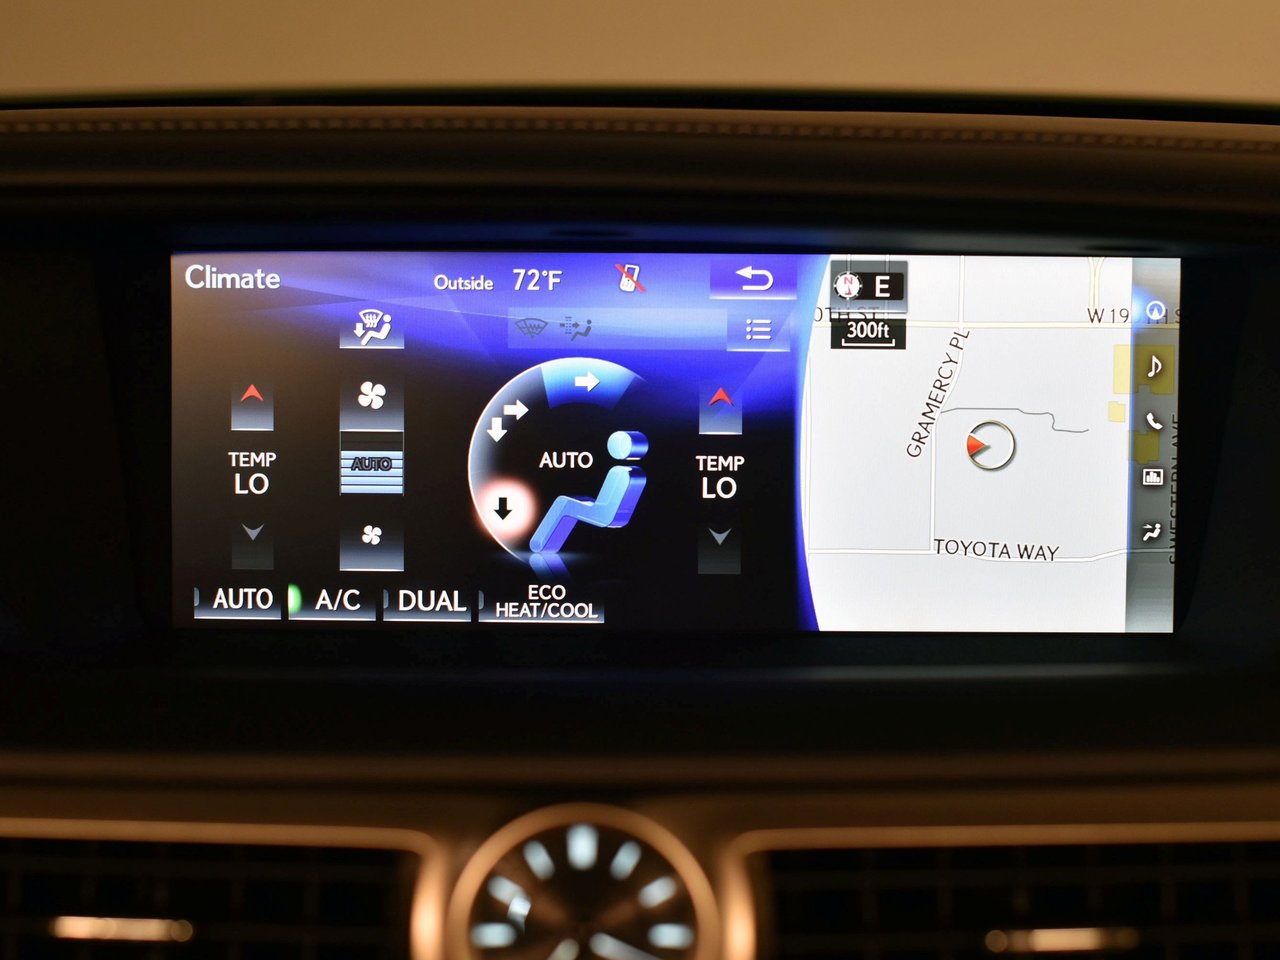 Climate
Outside 72°F
E
N
300ft
W 19
GRAMERCY PL
AUTO
TEMP
LO
AUTO
TEMP
LO
TOYOTA WAY
AUTO
A/C
DUAL
ECO
HEAT/COOL